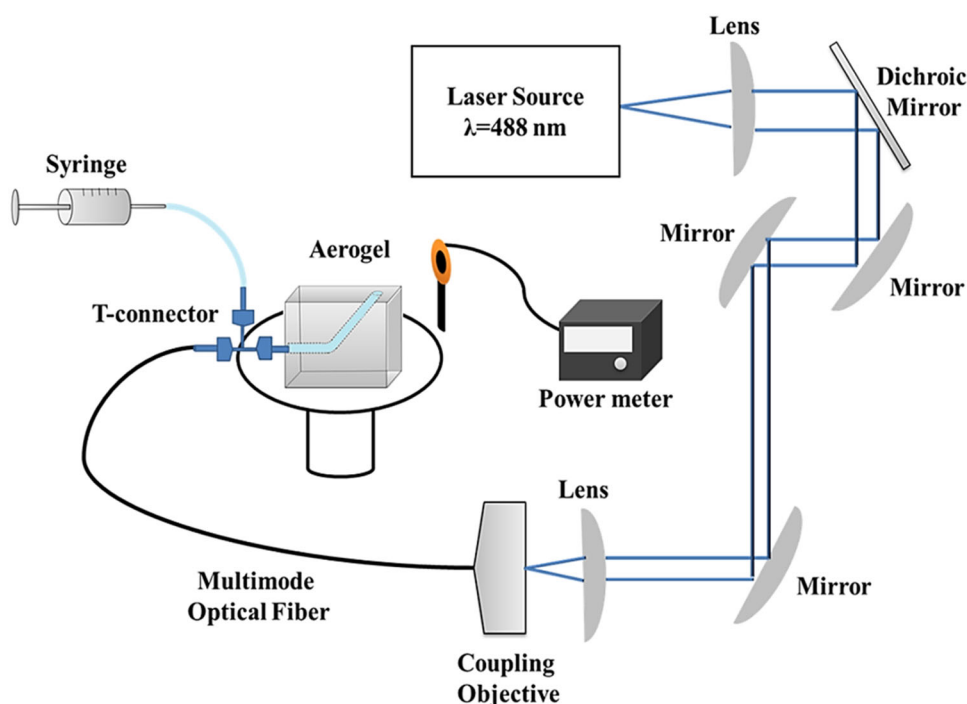 Lens
Dichroic
Mirror
Laser Source
λ=488 nm
Syringe
Mirror
Aerogel
Mirror
T-connector
Power meter
Lens
Multimode
Optical Fiber
Mirror
Coupling
Objective